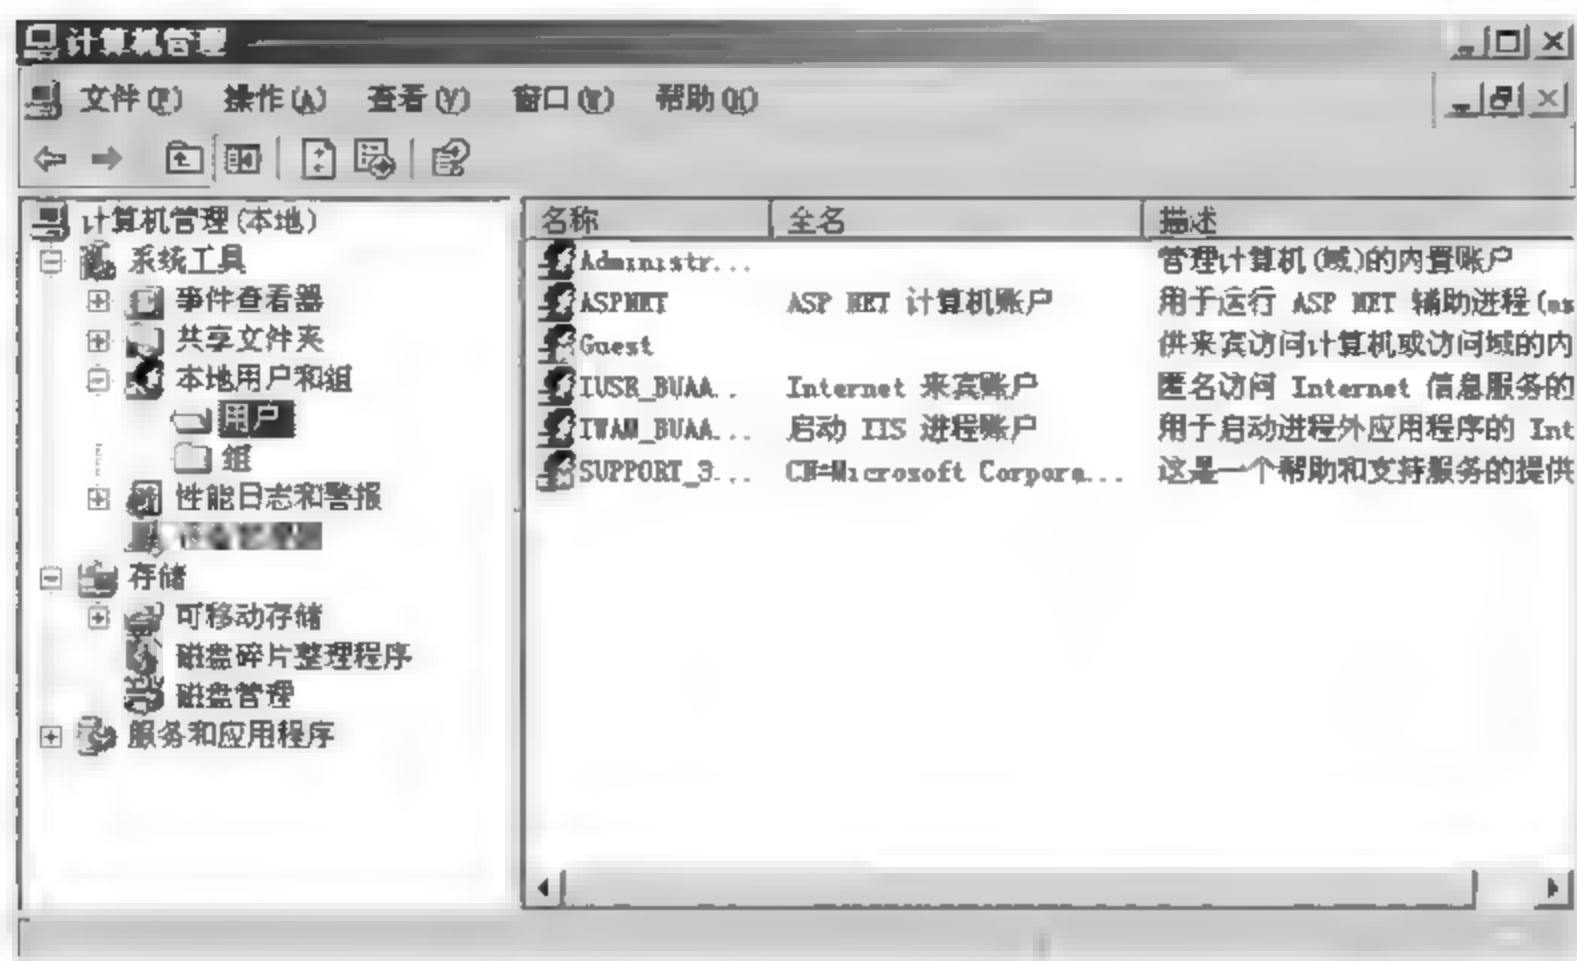 计算机管理
文件(F) 操作(A) 查看(V) 窗口(W) 帮助(H)
计算机管理(本地)
系统工具
事件查看器
共享文件夹
本地用户和组
用户
组
性能日志和警报
存储
可移动存储
磁盘碎片整理程序
磁盘管理
服务和应用程序
名称 全名 描述
Administr... 管理计算机(域)的内置账户
ASPNET ASP NET 计算机账户 用于运行 ASP NET 辅助进程(as
Guest 供来宾访问计算机或访问域的内
IUSR_BUAA.. Internet 来宾账户 匿名访问 Internet 信息服务的
IWAM_BUAA... 启动 IIS 进程账户 用于启动进程外应用程序的 Int
SUPPORT_3... CN=Microsoft Corpora... 这是一个帮助和支持服务的提供